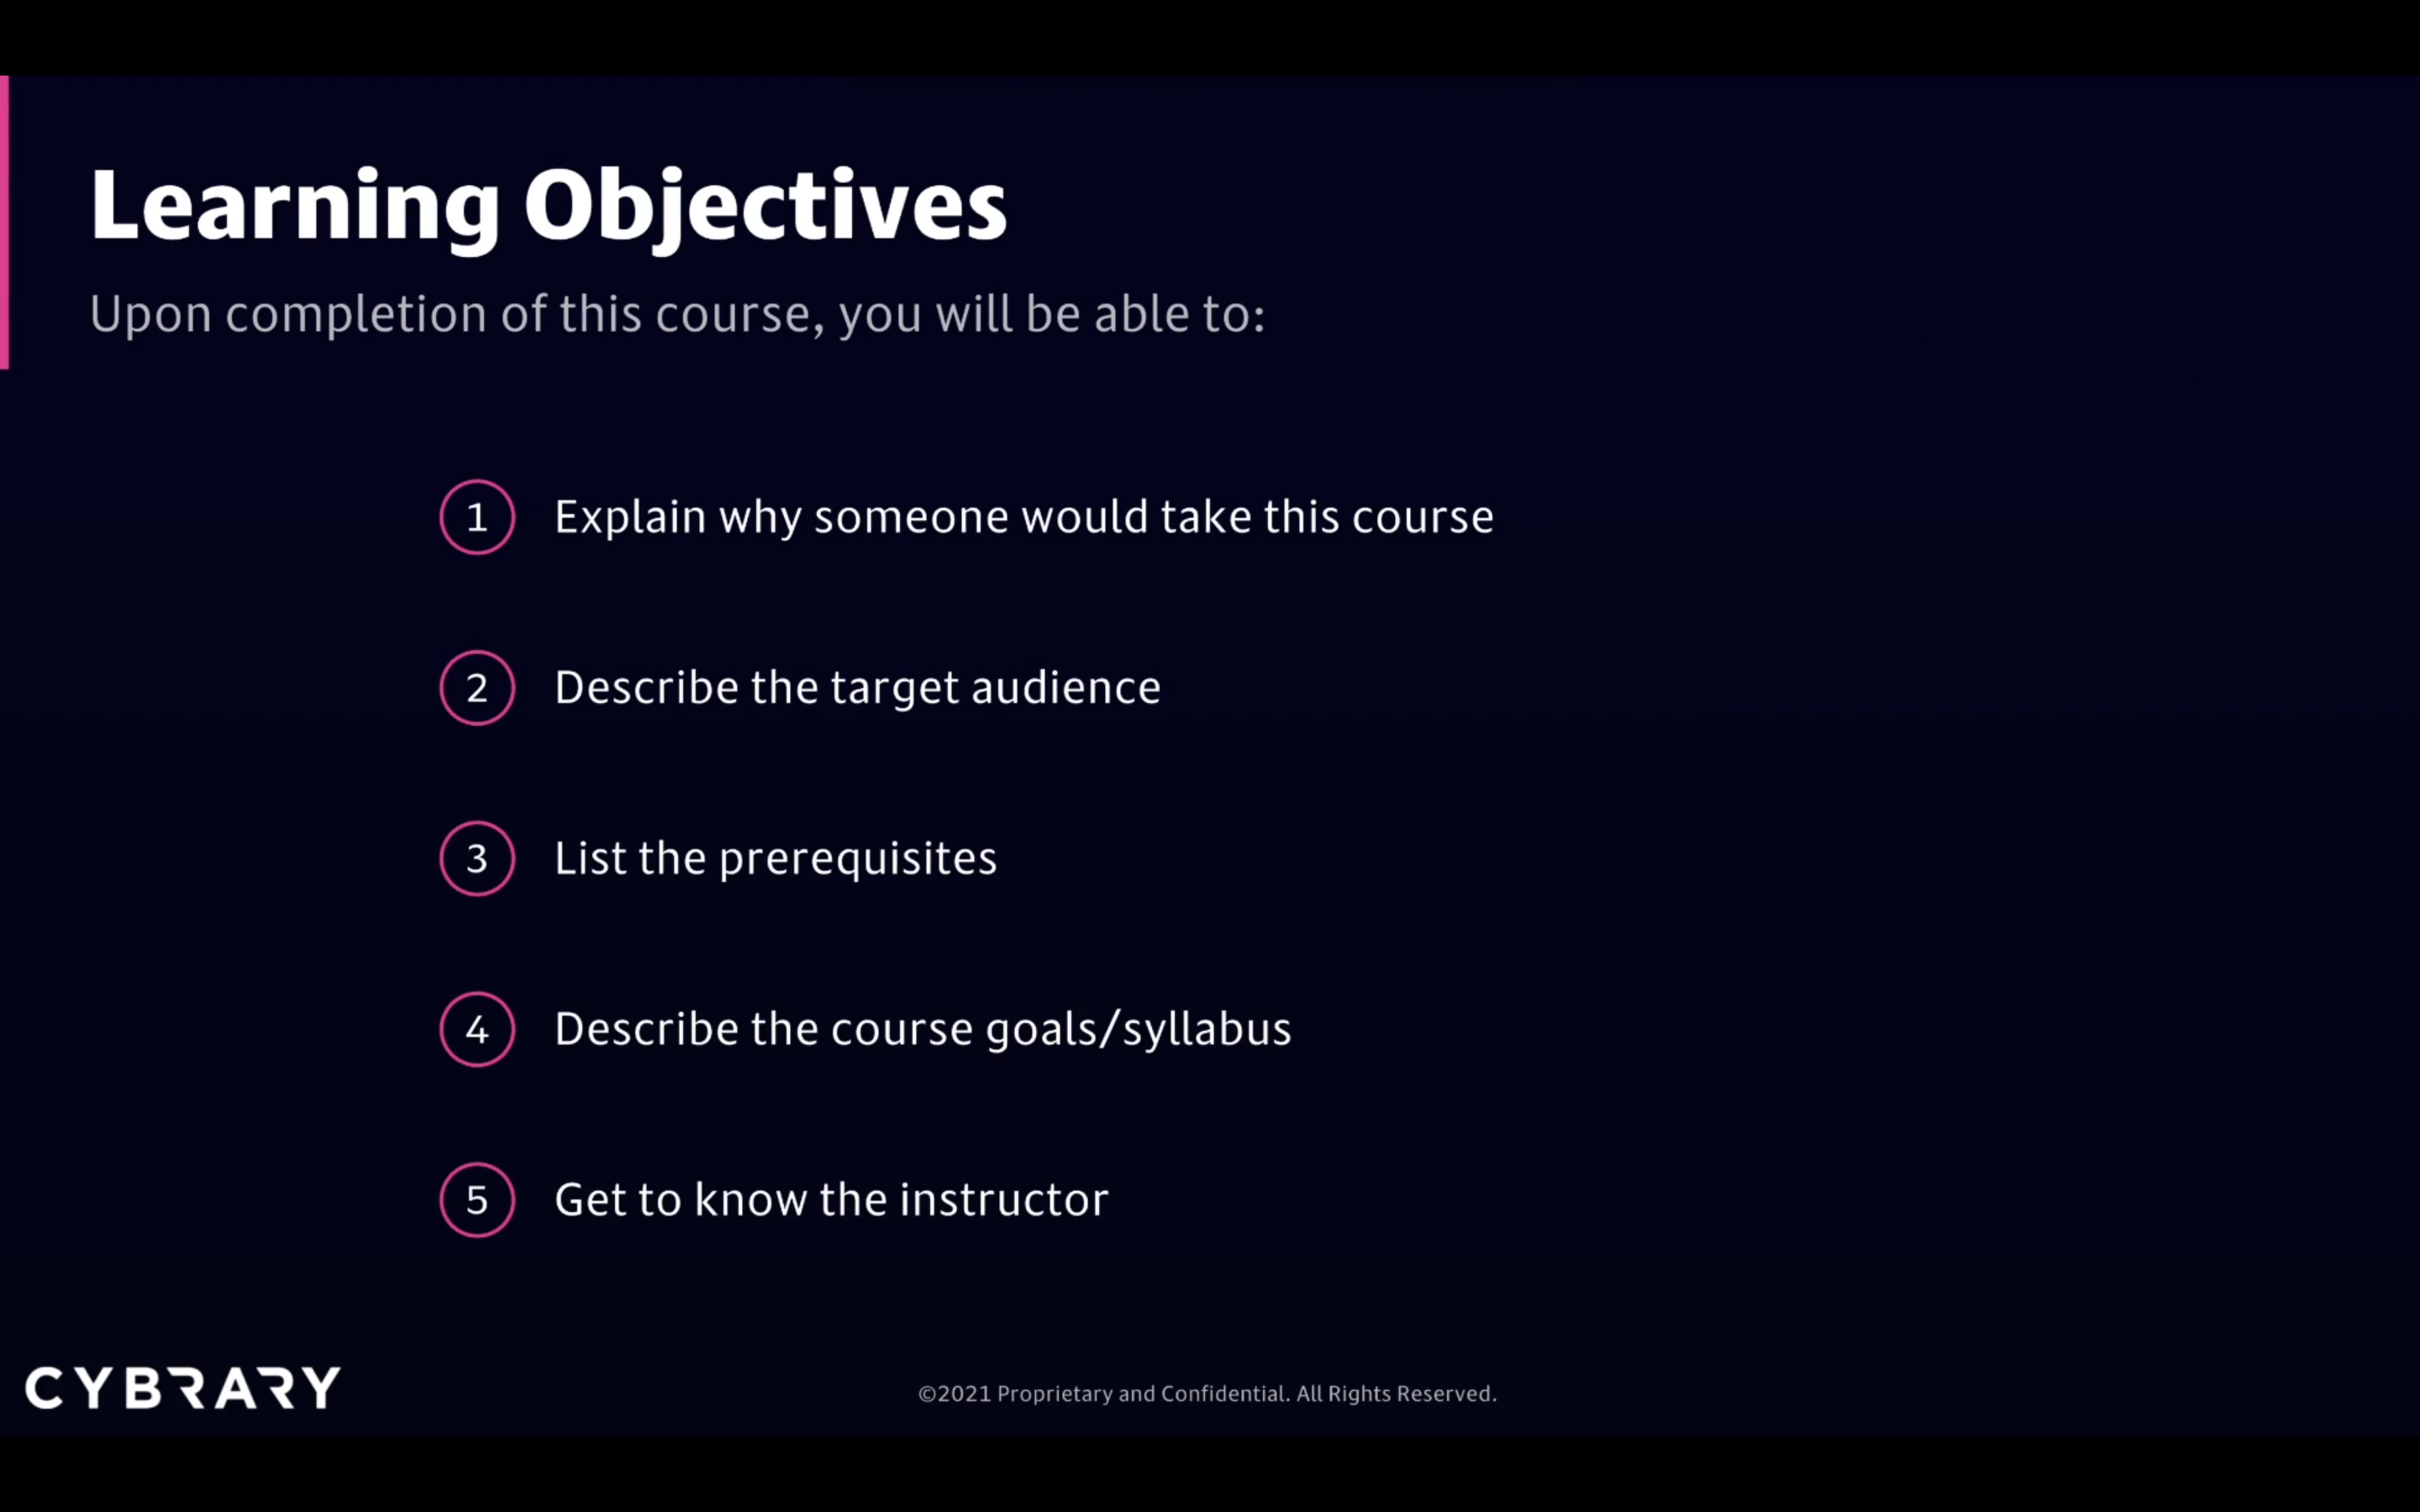 Learning Objectives
Upon completion of this course, you will be able to:
1 Explain why someone would take this course
2 Describe the target audience
3 List the prerequisites
4 Describe the course goals/syllabus
5 Get to know the instructor
CYBRARY
©2021 Proprietary and Confidential. All Rights Reserved.